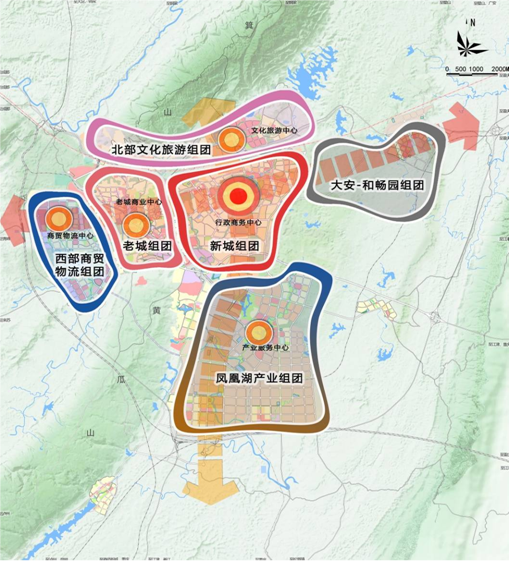 箕
N
0 500 1000 2000M
山
文化旅游中心
北部文化旅游组团
大安-和畅园组团
老城商业中心
行政商务中心
商贸物流中心
老城组团
新城组团
西部商贸
物流组团
黄
产业服务中心
瓜
凤凰湖产业组团
山